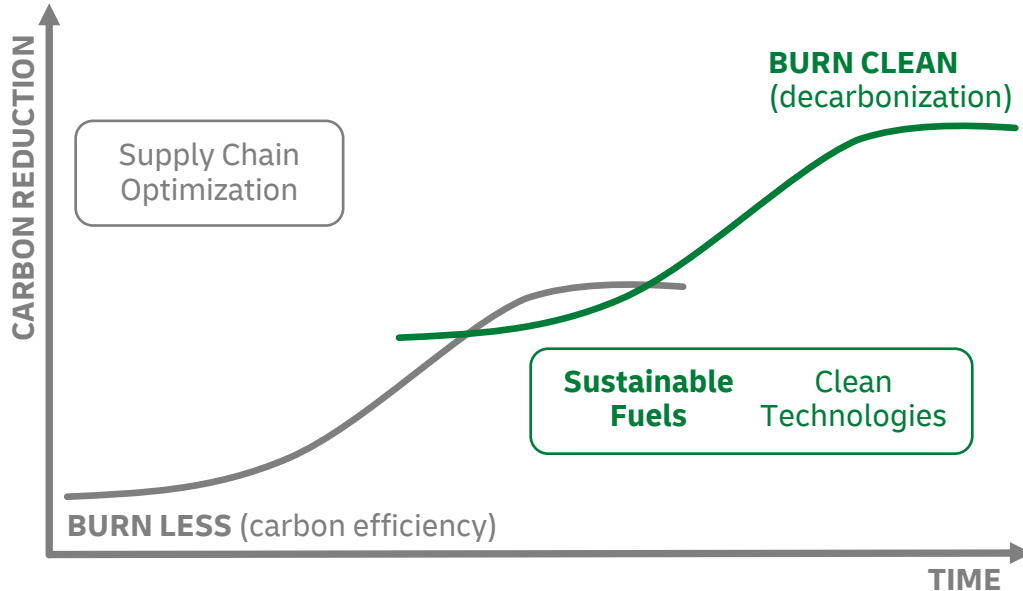 CARBON REDUCTION
BURN CLEAN
(decarbonization)
Supply Chain
Optimization
Sustainable
Fuels
Clean
Technologies
BURN LESS (carbon efficiency)
TIME